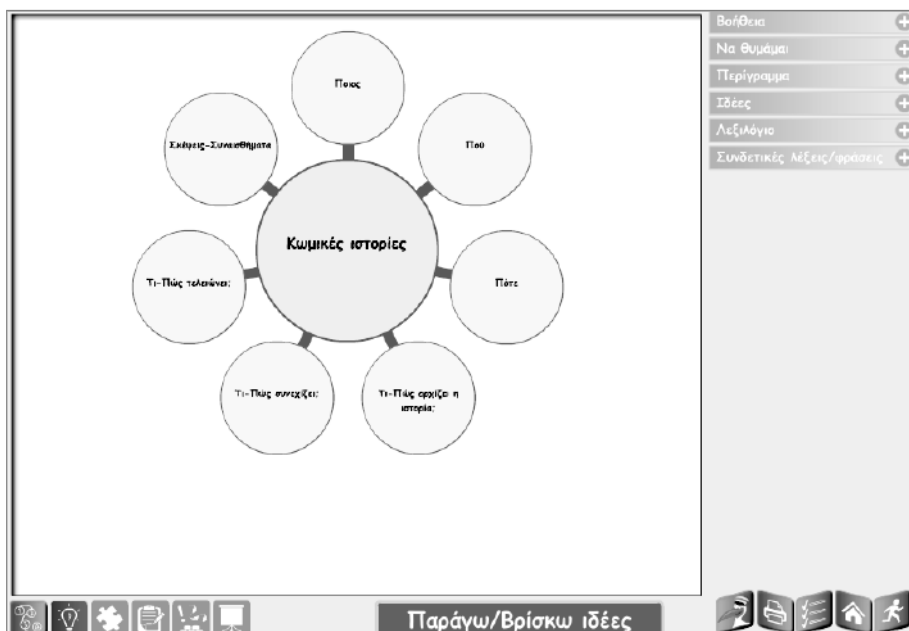 Ποιος
Σκέψεις-Συναισθήματα
Πού
Κωμικές ιστορίες
Τι-Πώς τελειώνει;
Πότε
Τι-Πώς συνεχίζει;
Τι-Πώς αρχίζει η
ιστορία;
Βοήθεια
Να θυμάμαι
Περίγραμμα
Ιδέες
Λεξιλόγιο
Συνδετικές λέξεις/φράσεις
Παράγω/Βρίσκω ιδέες